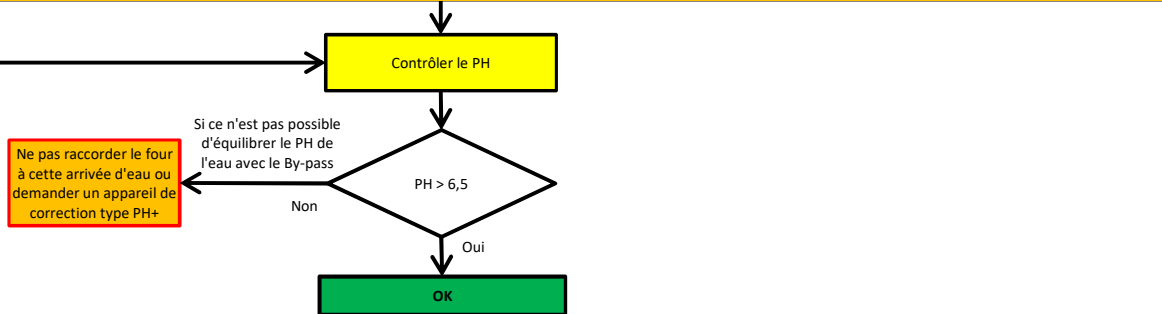 Contrôler le PH
Si ce n'est pas possible
d'équilibrer le PH de
l'eau avec le By-pass
Ne pas raccorder le four
à cette arrivée d'eau ou
demander un appareil de
correction type PH+
PH > 6,5
Non
Oui
OK